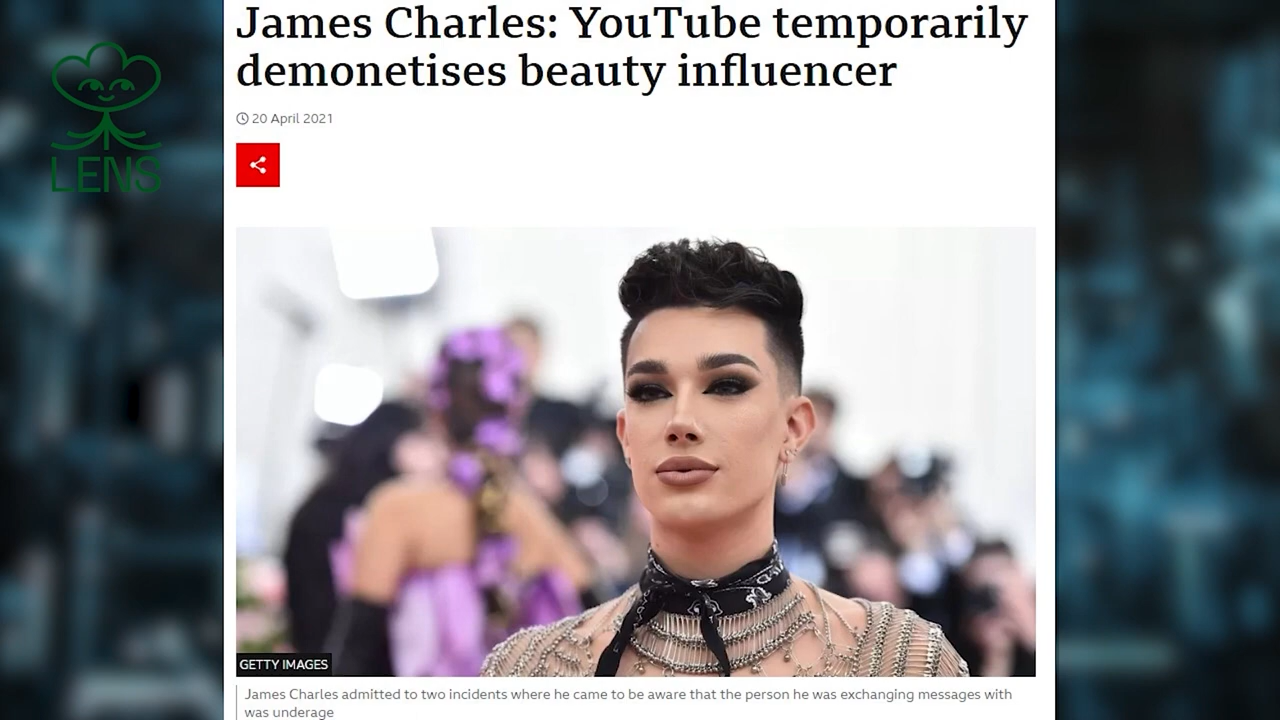 James Charles: YouTube temporarily
demonetises beauty influencer
20 April 2021
LENS
GETTY IMAGES
James Charles admitted to two incidents where he came to be aware that the person he was exchanging messages with
was underage